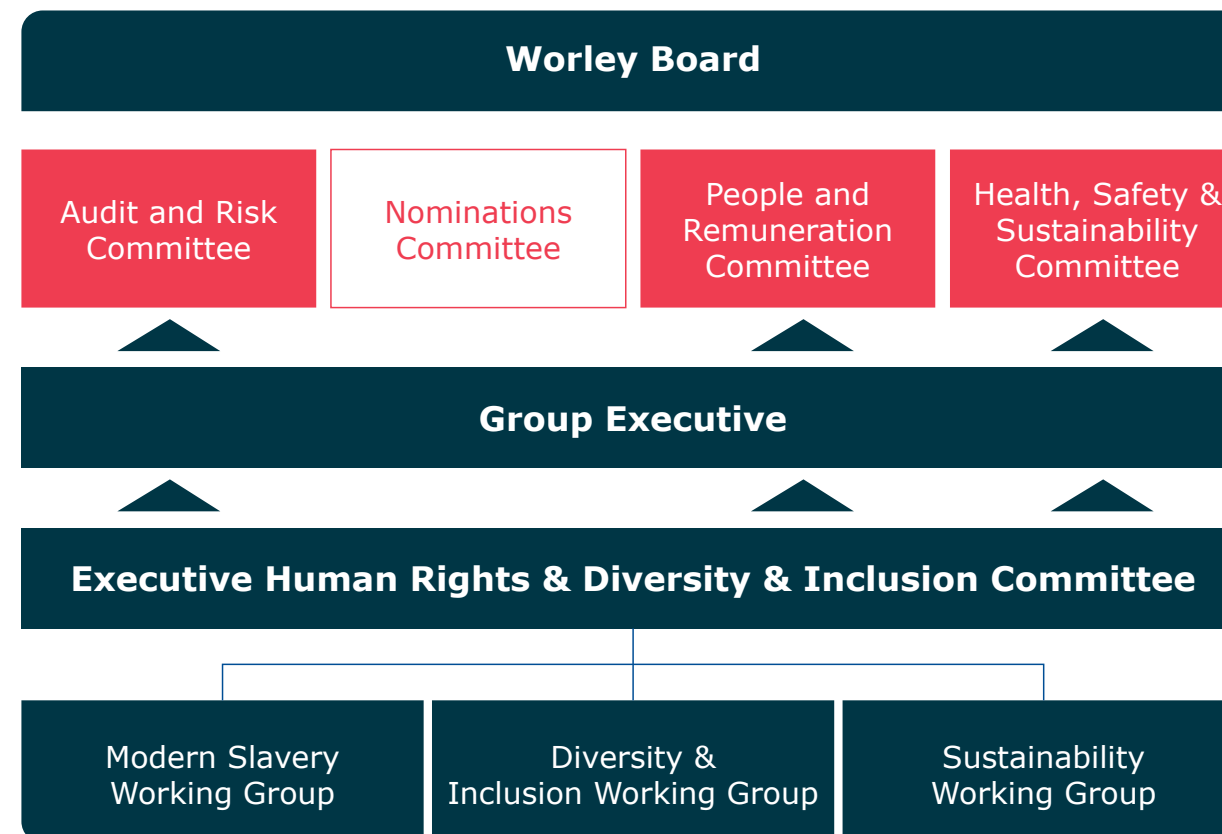 Worley Board
Audit and Risk
Committee
Nominations
Committee
People and
Remuneration
Committee
Health, Safety &
Sustainability
Committee
Group Executive
Executive Human Rights & Diversity & Inclusion Committee
Modern Slavery
Working Group
Diversity &
Inclusion Working Group
Sustainability
Working Group